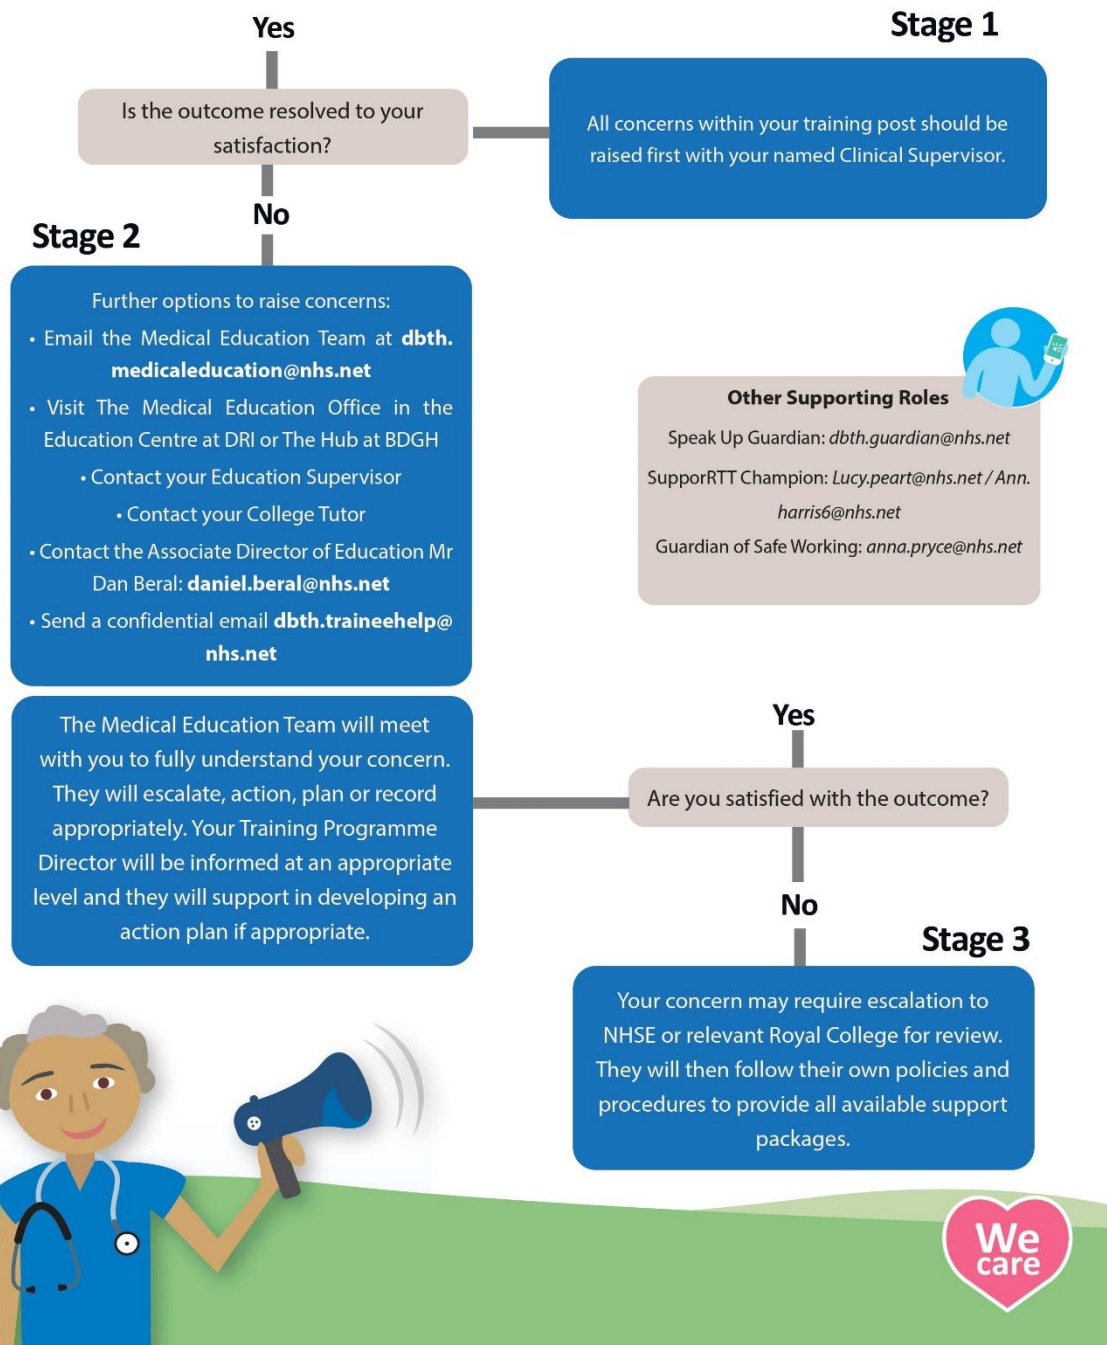 Stage 1
All concerns within your training post should be
raised first with your named Clinical Supervisor.
Yes
Is the outcome resolved to your
satisfaction?
No
Stage 2
Further options to raise concerns:
• Email the Medical Education Team at dbth.
medicaleducation@nhs.net
• Visit The Medical Education Office in the
Education Centre at DRI or The Hub at BDGH
• Contact your Education Supervisor
• Contact your College Tutor
• Contact the Associate Director of Education Mr
Dan Beral: daniel.beral@nhs.net
• Send a confidential email dbth.traineehelp@
nhs.net
Other Supporting Roles
Speak Up Guardian: dbth.guardian@nhs.net
SupporRTT Champion: Lucy.peart@nhs.net / Ann.
harris6@nhs.net
Guardian of Safe Working: anna.pryce@nhs.net
The Medical Education Team will meet
with you to fully understand your concern.
They will escalate, action, plan or record
appropriately. Your Training Programme
Director will be informed at an appropriate
level and they will support in developing an
action plan if appropriate.
Yes
Are you satisfied with the outcome?
No
Stage 3
Your concern may require escalation to
NHSE or relevant Royal College for review.
They will then follow their own policies and
procedures to provide all available support
packages.
We
care